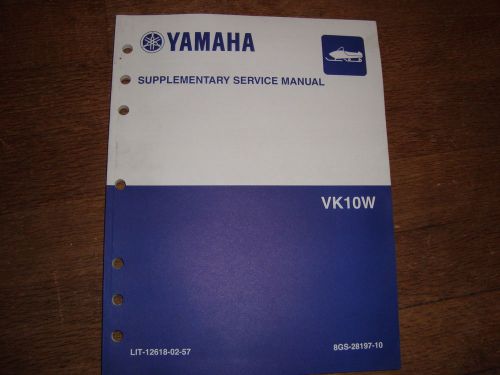 YAMAHA
SUPPLEMENTARY SERVICE MANUAL
VK10W
LIT-12618-02-57
8GS-28197-10